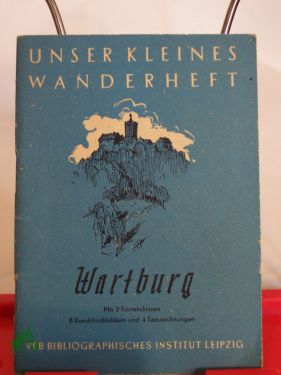 UNSER KLEINES
WANDERHEFT
Wartburg
Mit 2 Kartenskizzen
8 Kunstdruckbildern und 4 Textzeichnungen
VEB BIBLIOGRAPHISCHES INSTITUT LEIPZIG